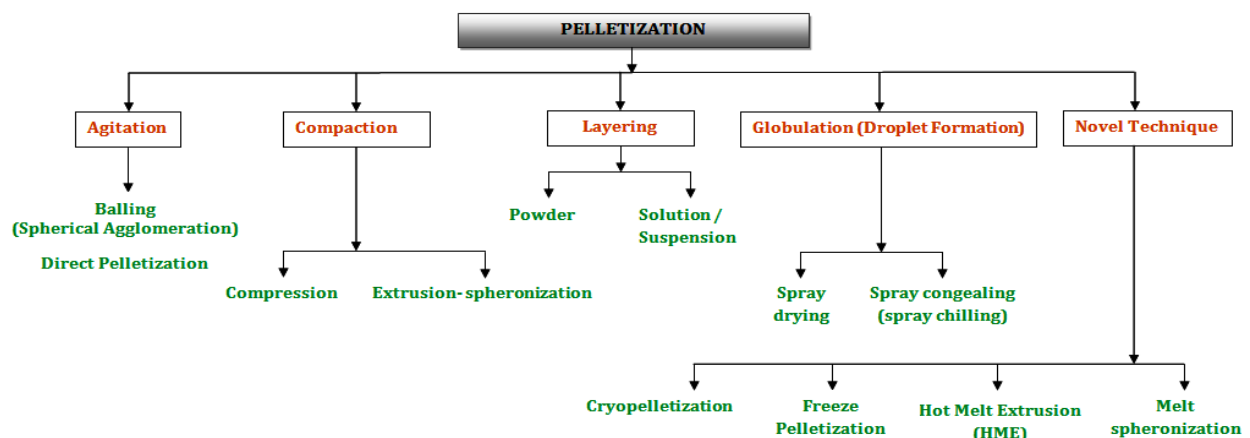 PELLETIZATION
Agitation
Compaction
Layering
Globulation (Droplet Formation)
Novel Technique
Balling
(Spherical Agglomeration)
Direct Pelletization
Powder
Solution /
Suspension
Compression
Extrusion- spheronization
Spray
drying
Spray congealing
(spray chilling)
Cryopelletization
Freeze
Pelletization
Hot Melt Extrusion
(HME)
Melt
spheronization